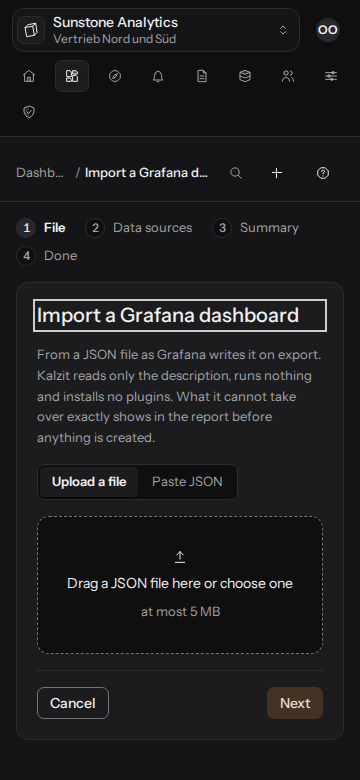 Sunstone Analytics
Vertrieb Nord und Süd
OO
Dashb... / Import a Grafana d...
1 File 2 Data sources 3 Summary
4 Done
Import a Grafana dashboard
From a JSON file as Grafana writes it on export.
Kalzit reads only the description, runs nothing
and installs no plugins. What it cannot take
over exactly shows in the report before
anything is created.
Upload a file Paste JSON
Drag a JSON file here or choose one
at most 5 MB
Cancel Next